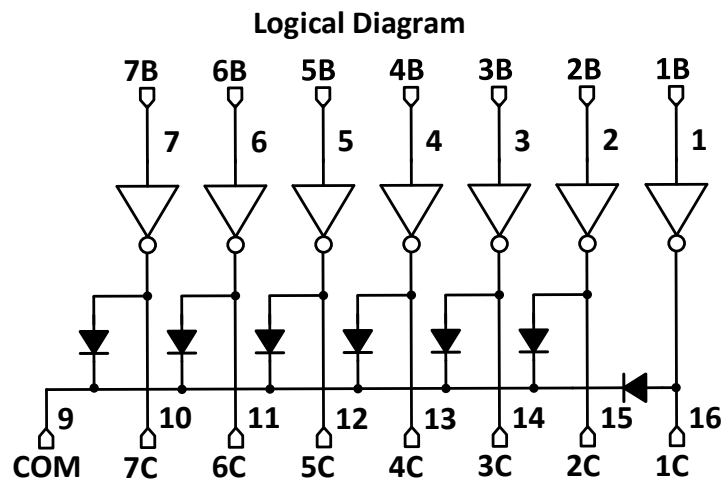 Logical Diagram
7B 6B 5B 4B 3B 2B 1B
7 6 5 4 3 2 1
9 10 11 12 13 14 15 16
COM 7C 6C 5C 4C 3C 2C 1C